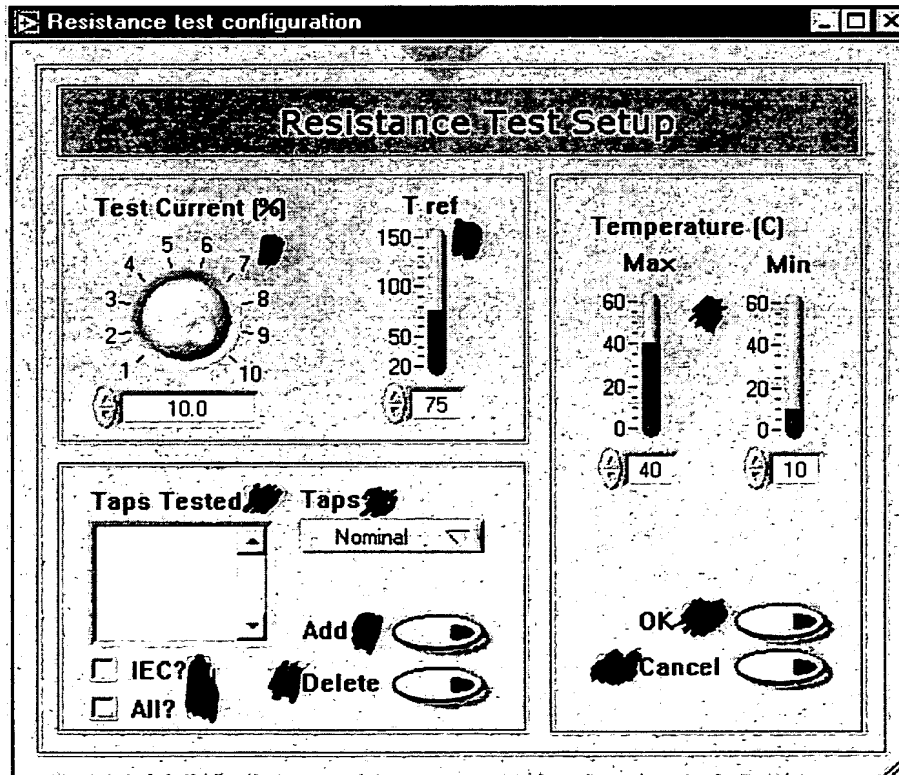 Resistance test configuration
Resistance Test Setup
Test Current (%)
1
2
3
4
5
6
7
8
9
10
10.0
T ref
150
100
50
20
75
Temperature (C)
Max
60
40
20
0
40
Min
60
40
20
0
10
Taps Tested
Taps
Nominal
IEC?
All?
Add
Delete
OK
Cancel